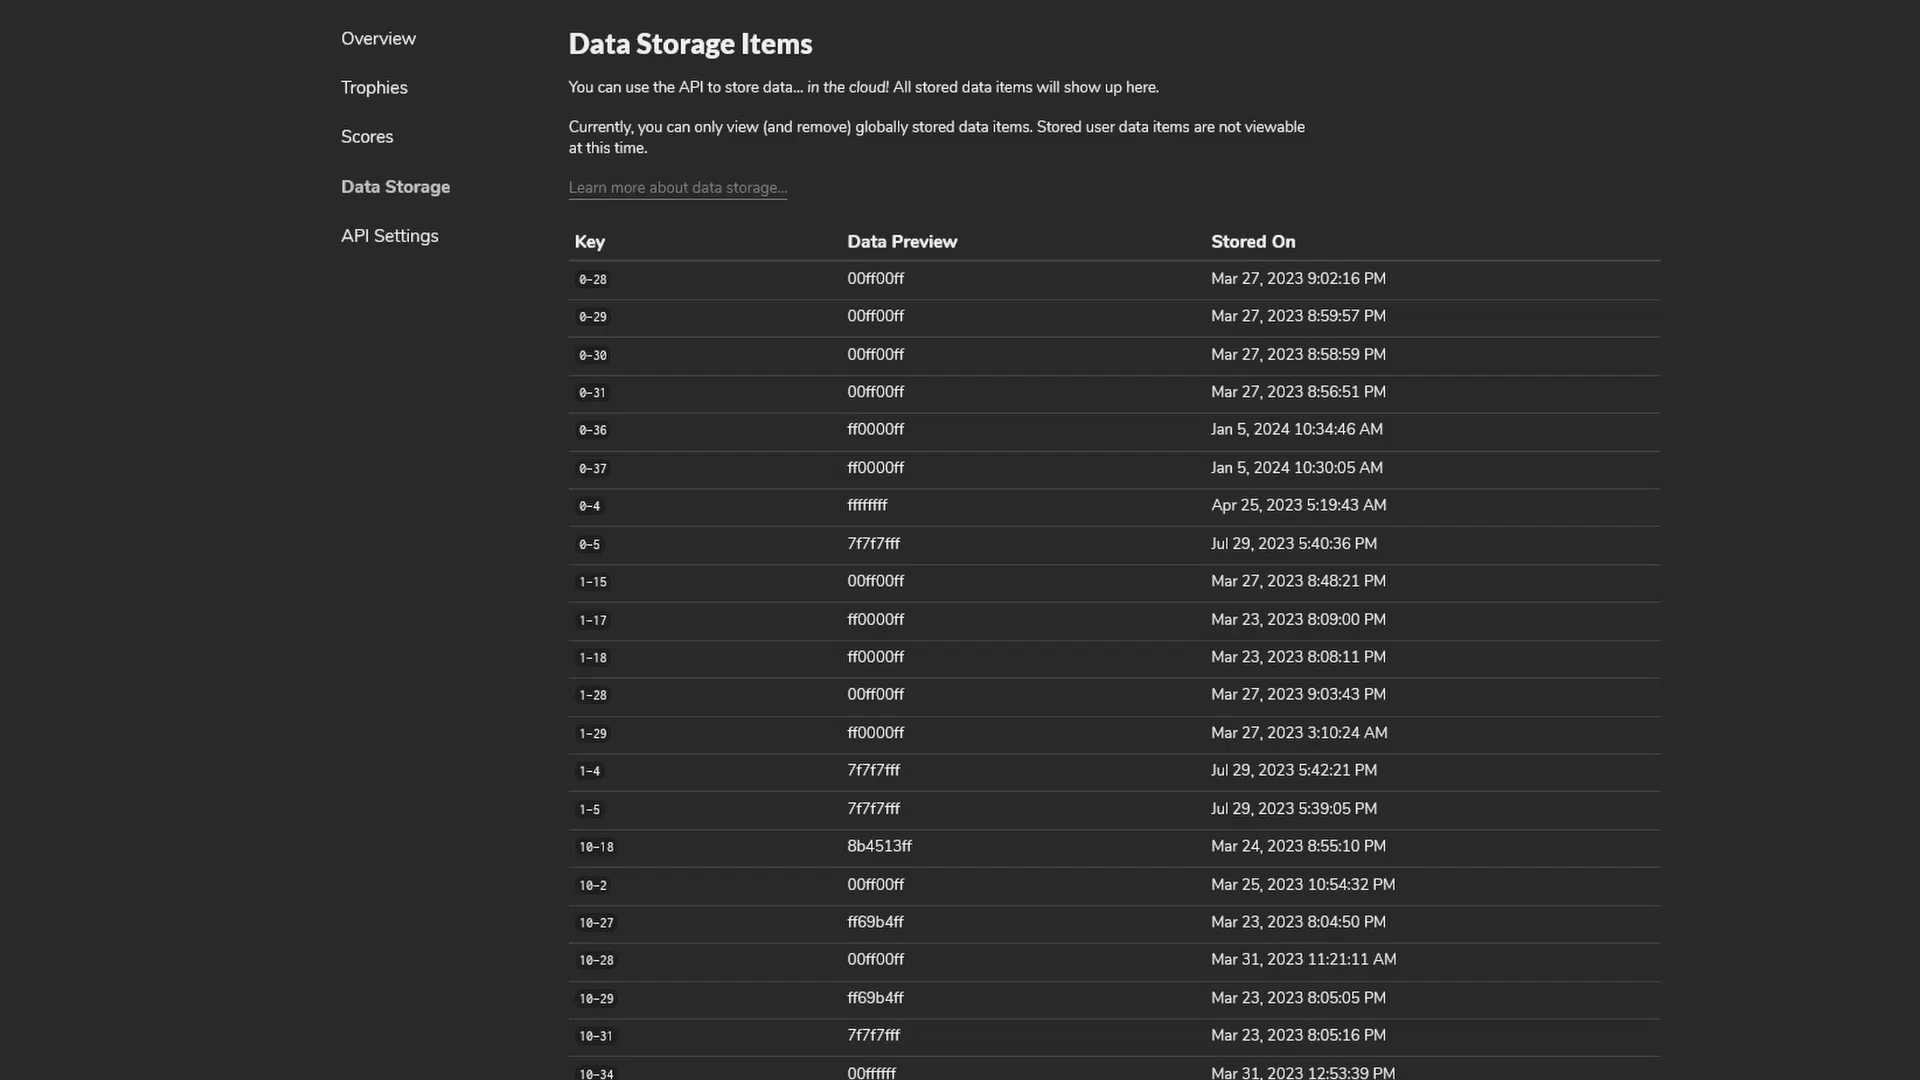 Overview
Trophies
Scores
Data Storage
API Settings
Data Storage Items
You can use the API to store data... in the cloud! All stored data items will show up here.
Currently, you can only view (and remove) globally stored data items. Stored user data items are not viewable
at this time.
Learn more about data storage...
Key Data Preview Stored On
0-28 00ff00ff Mar 27, 2023 9:02:16 PM
0-29 00ff00ff Mar 27, 2023 8:59:57 PM
0-30 00ff00ff Mar 27, 2023 8:58:59 PM
0-31 00ff00ff Mar 27, 2023 8:56:51 PM
0-36 ff0000ff Jan 5, 2024 10:34:46 AM
0-37 ff0000ff Jan 5, 2024 10:30:05 AM
0-4 ffffffff Apr 25, 2023 5:19:43 AM
0-5 7f7f7fff Jul 29, 2023 5:40:36 PM
1-15 00ff00ff Mar 27, 2023 8:48:21 PM
1-17 ff0000ff Mar 23, 2023 8:09:00 PM
1-18 ff0000ff Mar 23, 2023 8:08:11 PM
1-28 00ff00ff Mar 27, 2023 9:03:43 PM
1-29 ff0000ff Mar 27, 2023 3:10:24 AM
1-4 7f7f7fff Jul 29, 2023 5:42:21 PM
1-5 7f7f7fff Jul 29, 2023 5:39:05 PM
10-18 8b4513ff Mar 24, 2023 8:55:10 PM
10-2 00ff00ff Mar 25, 2023 10:54:32 PM
10-27 ff69b4ff Mar 23, 2023 8:04:50 PM
10-28 00ff00ff Mar 31, 2023 11:21:11 AM
10-29 ff69b4ff Mar 23, 2023 8:05:05 PM
10-31 7f7f7fff Mar 23, 2023 8:05:16 PM
10-34 00ffffff Mar 31, 2023 12:53:39 PM